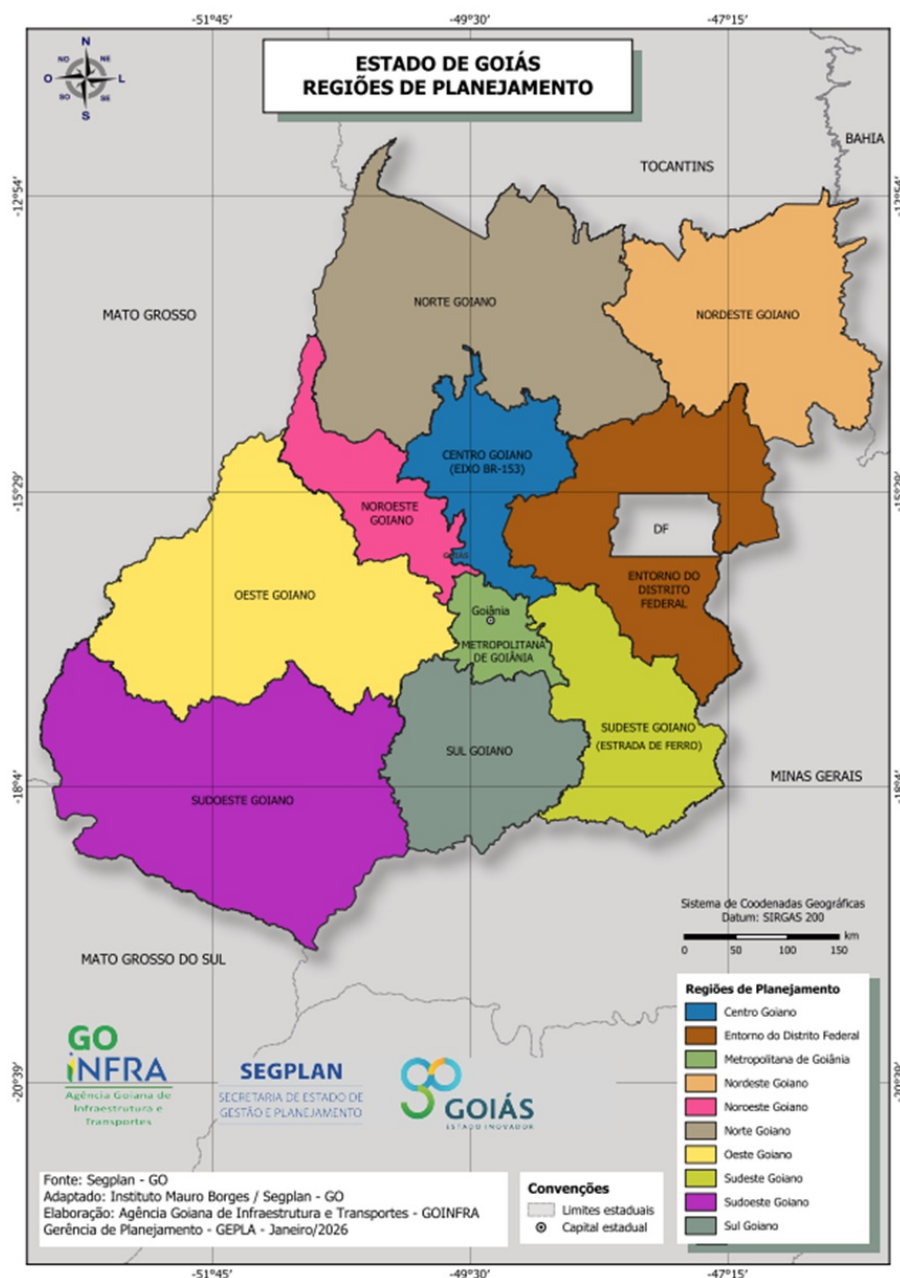 -51°45'
-49°30'
-47°15'
N
NO
NE
O
L
SO
SE
S
ESTADO DE GOIÁS
REGIÕES DE PLANEJAMENTO
BAHIA
TOCANTINS
-12°54'
-12°54'
NORTE GOIANO
MATO GROSSO
NORDESTE GOIANO
CENTRO GOIANO
(EIXO BR-153)
-15°29'
-15°29'
NOROESTE
GOIANO
DF
GOIÁS
ENTORNO DO
DISTRITO
FEDERAL
OESTE GOIANO
Goiânia
METROPOLITANA
DE GOIÂNIA
SUDESTE GOIANO
(ESTRADA DE FERRO)
SUL GOIANO
MINAS GERAIS
-18°4'
-18°4'
SUDOESTE GOIANO
Sistema de Coodenadas Geográficas
Datum: SIRGAS 200
km
0 50 100 150
MATO GROSSO DO SUL
Regiões de Planejamento
Centro Goiano
Entorno do Distrito Federal
Metropolitana de Goiânia
Nordeste Goiano
Noroeste Goiano
Norte Goiano
Oeste Goiano
Sudeste Goiano
Sudoeste Goiano
Sul Goiano
GO
INFRA
Agência Goiana de
Infraestrutura e
Transportes
SEGPLAN
SECRETARIA DE ESTADO DE
GESTÃO E PLANEJAMENTO
GOIÁS
ESTADO INOVADOR
-20°39'
-20°39'
Fonte: Segplan - GO
Adaptado: Instituto Mauro Borges / Segplan - GO
Elaboração: Agência Goiana de Infraestrutura e Transportes - GOINFRA
Gerência de Planejamento - GEPLA - Janeiro/2026
Convenções
Limites estaduais
Capital estadual
-51°45'
-49°30'
-47°15'